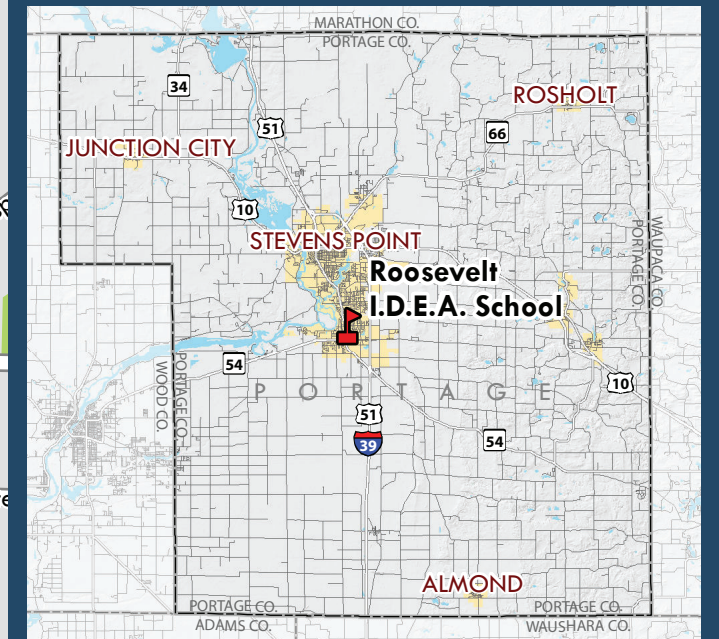 MARATHON CO.
PORTAGE CO.
34
ROSHOLT
51
66
JUNCTION CITY
10
STEVENS POINT
WAUPACA CO.
PORTAGE CO.
Roosevelt
I.D.E.A. School
54
PORTAGE CO.
WOOD CO.
PORTAGE
10
51
39
54
ALMOND
PORTAGE CO.
ADAMS CO.
PORTAGE CO.
WAUSHARA CO.